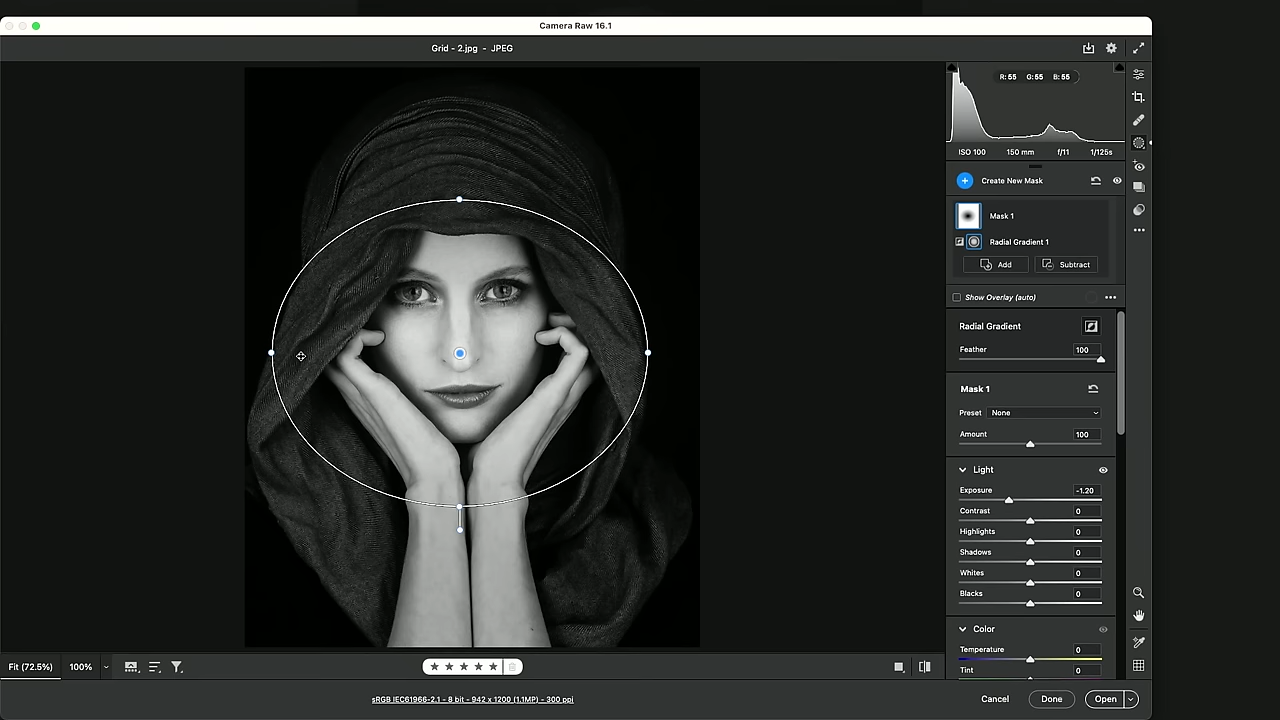 Camera Raw 16.1
Grid - 2.jpg - JPEG
R: 55 G: 55 B: 55
ISO 100 150 mm f/11 1/125s
Create New Mask
Mask 1
Radial Gradient 1
Add Subtract
Show Overlay (auto)
Radial Gradient
Feather 100
Mask 1
Preset None
Amount 100
Light
Exposure -1.20
Contrast 0
Highlights 0
Shadows 0
Whites 0
Blacks 0
Color
Temperature 0
Tint 0
Fit (72.5%) 100%
sRGB IEC61966-2.1 - 8 bit - 942 x 1200 (1.1MP) - 300 ppi
Cancel Done Open